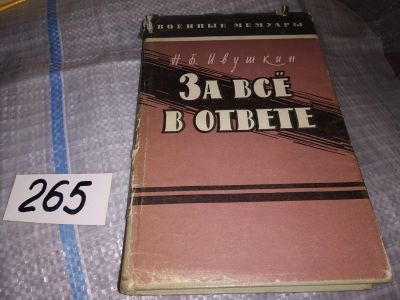 ВОЕННЫЕ МЕМУАРЫ
Н. Б. Ивушкин
ЗА ВСЁ
В ОТВЕТЕ
265